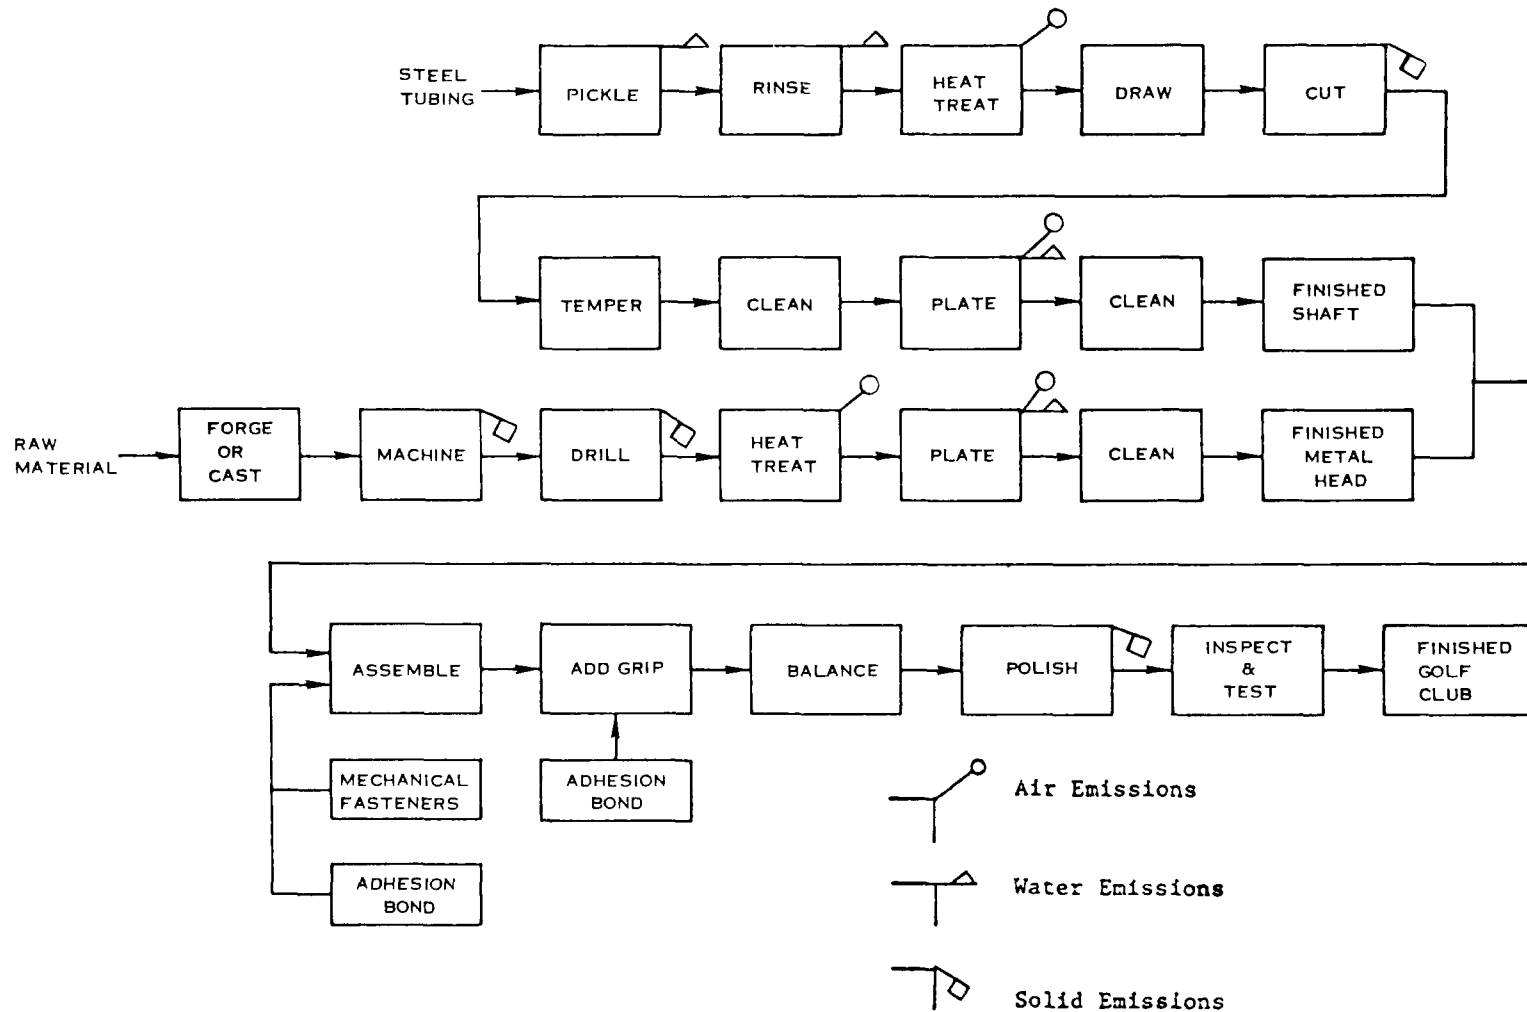 STEEL
TUBING
PICKLE
RINSE
HEAT
TREAT
DRAW
CUT
TEMPER
CLEAN
PLATE
CLEAN
FINISHED
SHAFT
RAW
MATERIAL
FORGE
OR
CAST
MACHINE
DRILL
HEAT
TREAT
PLATE
CLEAN
FINISHED
METAL
HEAD
ASSEMBLE
ADD GRIP
BALANCE
POLISH
INSPECT
&
TEST
FINISHED
GOLF
CLUB
MECHANICAL
FASTENERS
ADHESION
BOND
ADHESION
BOND
Air Emissions
Water Emissions
Solid Emissions